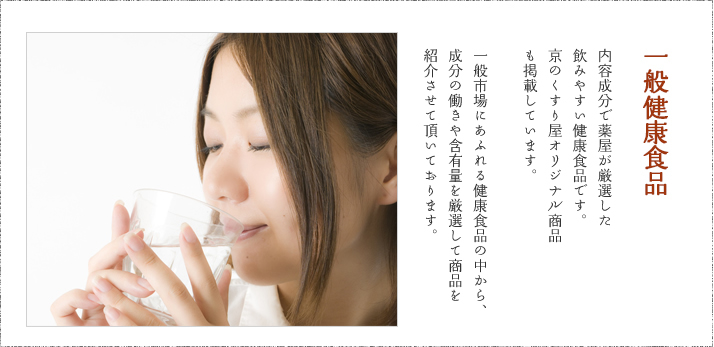 一般健康食品
内容成分で薬屋が厳選した
飲みやすい健康食品です。
京のくすり屋オリジナル商品
も掲載しています。
一般市場にあふれる健康食品の中から、
成分の働きや含有量を厳選して商品を
紹介させて頂いております。